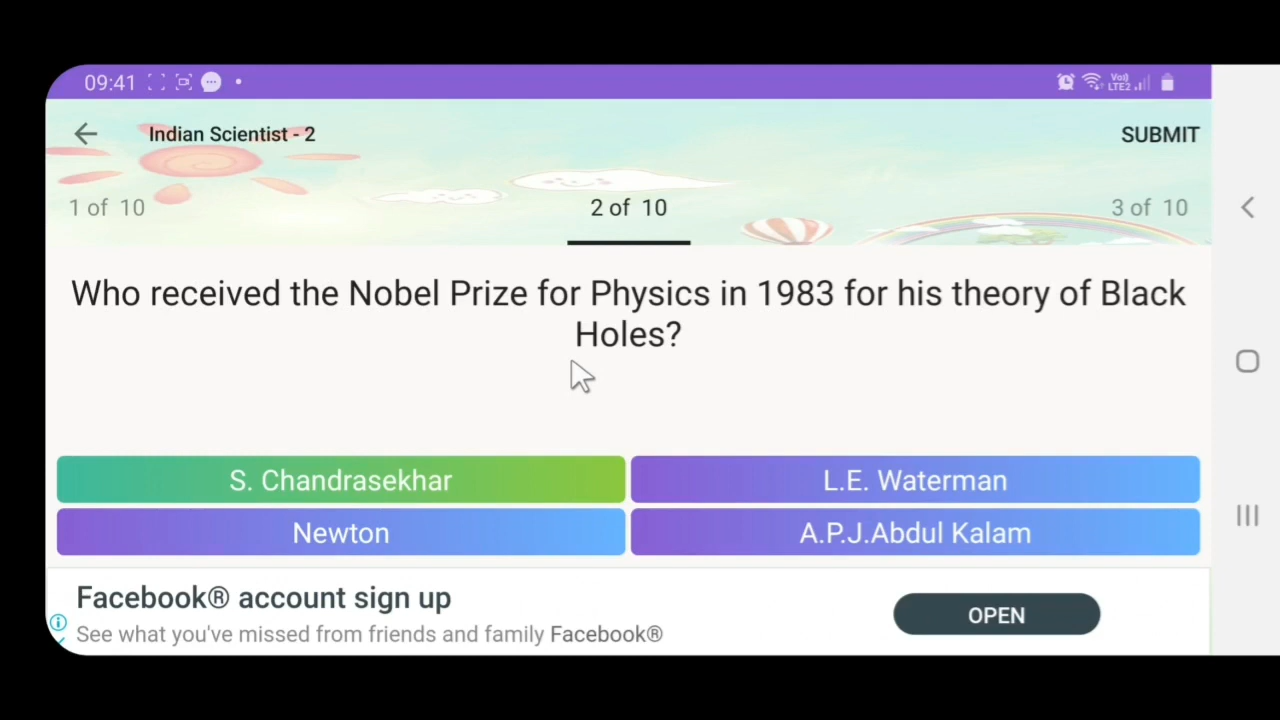 09:41
Vo)) LTE2
Indian Scientist - 2
SUBMIT
1 of 10
2 of 10
3 of 10
Who received the Nobel Prize for Physics in 1983 for his theory of Black
Holes?
S. Chandrasekhar
L.E. Waterman
Newton
A.P.J.Abdul Kalam
Facebook® account sign up
See what you've missed from friends and family Facebook®
OPEN